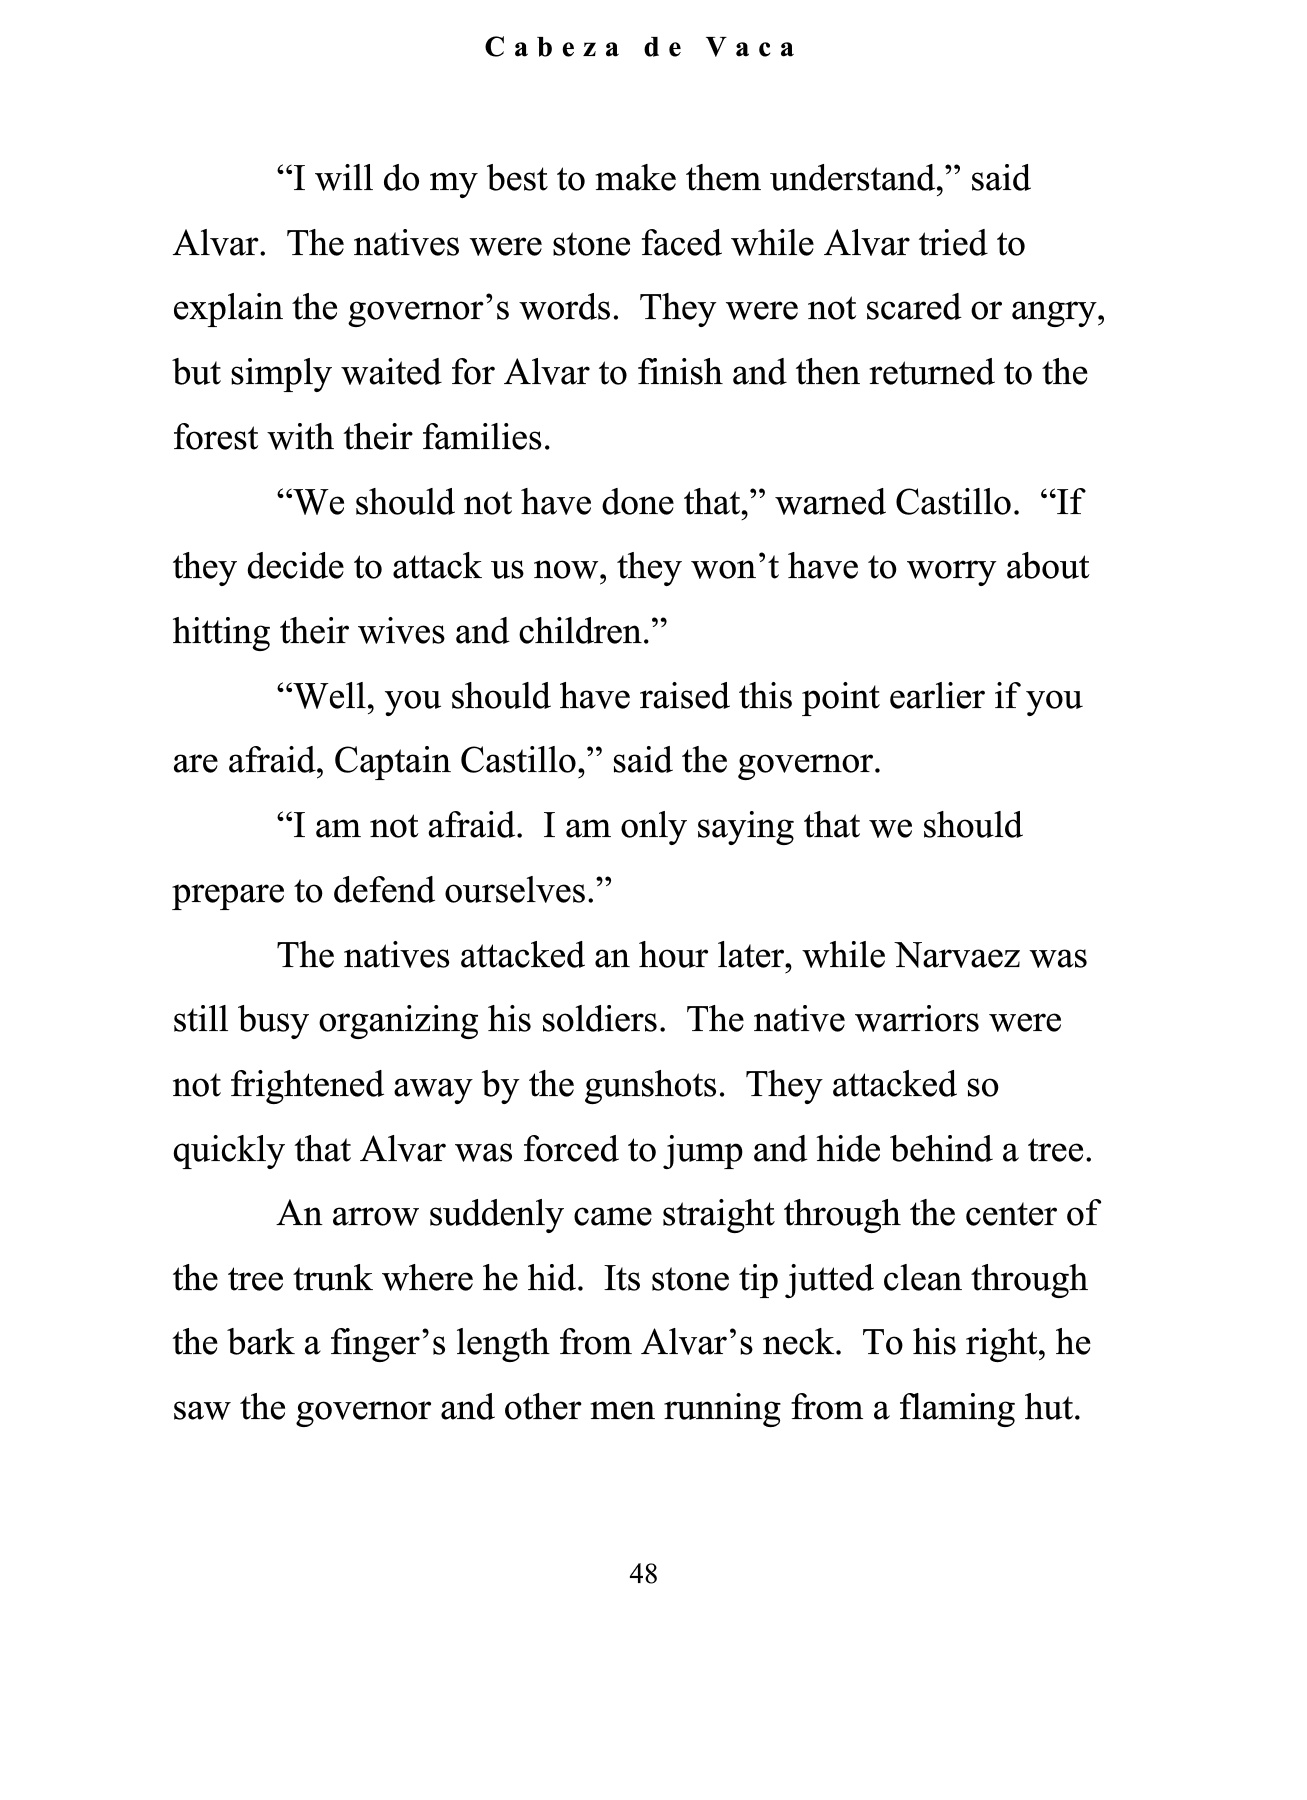 Cabeza de Vaca
“I will do my best to make them understand,” said
Alvar.  The natives were stone faced while Alvar tried to
explain the governor’s words.  They were not scared or angry,
but simply waited for Alvar to finish and then returned to the
forest with their families.
“We should not have done that,” warned Castillo.  “If
they decide to attack us now, they won’t have to worry about
hitting their wives and children.”
“Well, you should have raised this point earlier if you
are afraid, Captain Castillo,” said the governor.
“I am not afraid.  I am only saying that we should
prepare to defend ourselves.”
The natives attacked an hour later, while Narvaez was
still busy organizing his soldiers.  The native warriors were
not frightened away by the gunshots.  They attacked so
quickly that Alvar was forced to jump and hide behind a tree.
An arrow suddenly came straight through the center of
the tree trunk where he hid.  Its stone tip jutted clean through
the bark a finger’s length from Alvar’s neck.  To his right, he
saw the governor and other men running from a flaming hut.
48